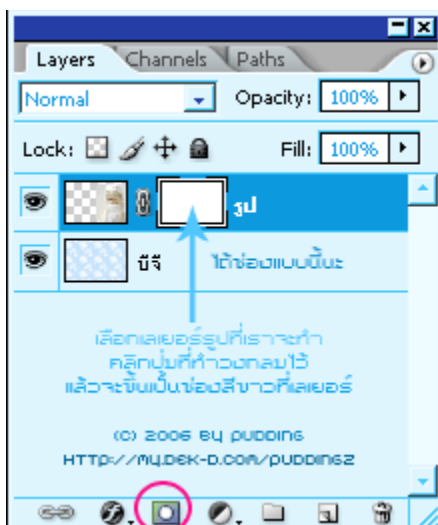 Layers Channels Paths
Normal Opacity: 100%
Lock: Fill: 100%
รูป
บีจี ได้ช่องแบบนี้นะ
เลือกเลเยอร์รูปที่เราจะทำ
คลิกปุ่มที่ทำวงกลมไว้
แล้วจะขึ้นเป็นช่องสีขาวที่เลเยอร์
(C) 2006 BY PUDDING
HTTP://MY.DEK-D.COM/PUDDING2